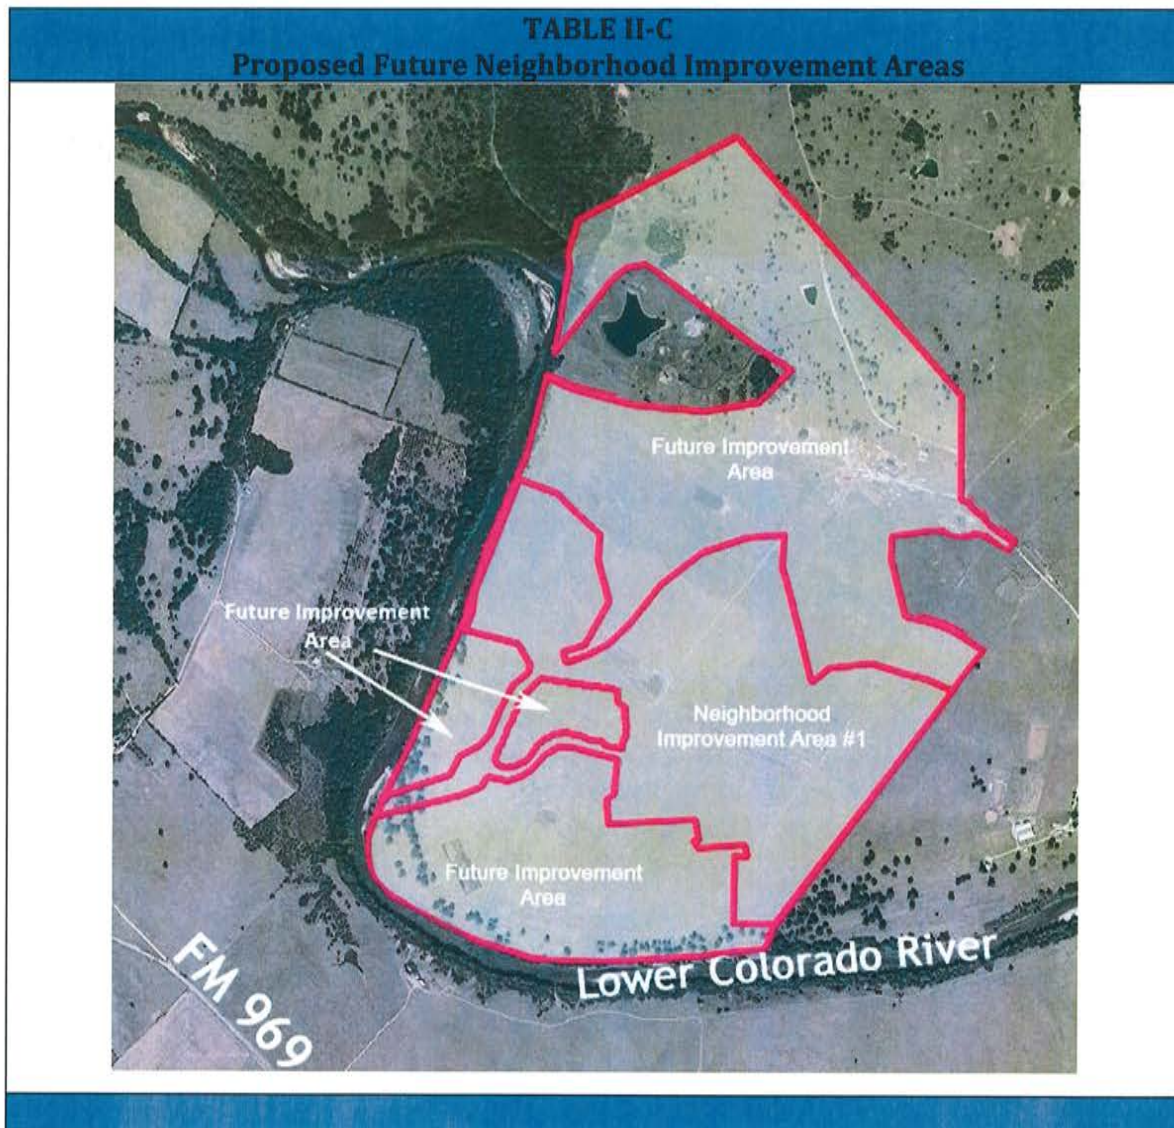 TABLE II-C
Proposed Future Neighborhood Improvement Areas
Future Improvement
Area
Future Improvement
Area
Neighborhood
Improvement Area #1
Future Improvement
Area
Lower Colorado River
FM 969